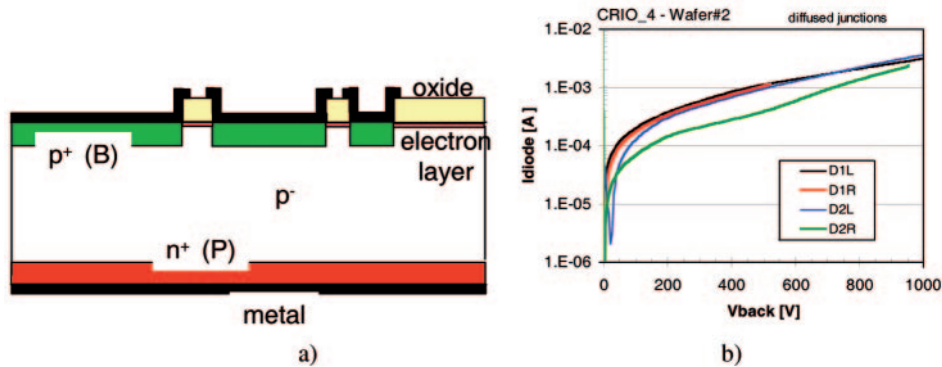 oxide
p⁺ (B)
electron
layer
p⁻
n⁺ (P)
metal
a)
CRIO_4 - Wafer#2
diffused junctions
1.E-02
1.E-03
1.E-04
1.E-05
1.E-06
Idiode [A]
D1L
D1R
D2L
D2R
0 200 400 600 800 1000
Vback [V]
b)